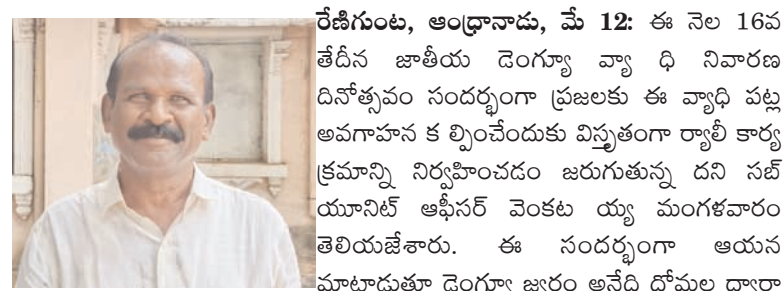 రేణిగుంట, ఆంధ్రానాడు, మే 12: ఈ నెల 16వ
తేదీన జాతీయ డెంగ్యూ వ్యా ధి నివారణ
దినోత్సవం సందర్భంగా ప్రజలకు ఈ వ్యాధి పట్ల
అవగాహన క ల్పించేందుకు విస్తృతంగా ర్యాలీ కార్య
క్రమాన్ని నిర్వహించడం జరుగుతున్న దని సబ్
యూనిట్ ఆఫీసర్ వెంకట య్య మంగళవారం
తెలియజేశారు. ఈ సందర్భంగా ఆయన
మాట్లాడుతూ డెంగ్యూ జ్వరం అనేది దోమల ద్వారా